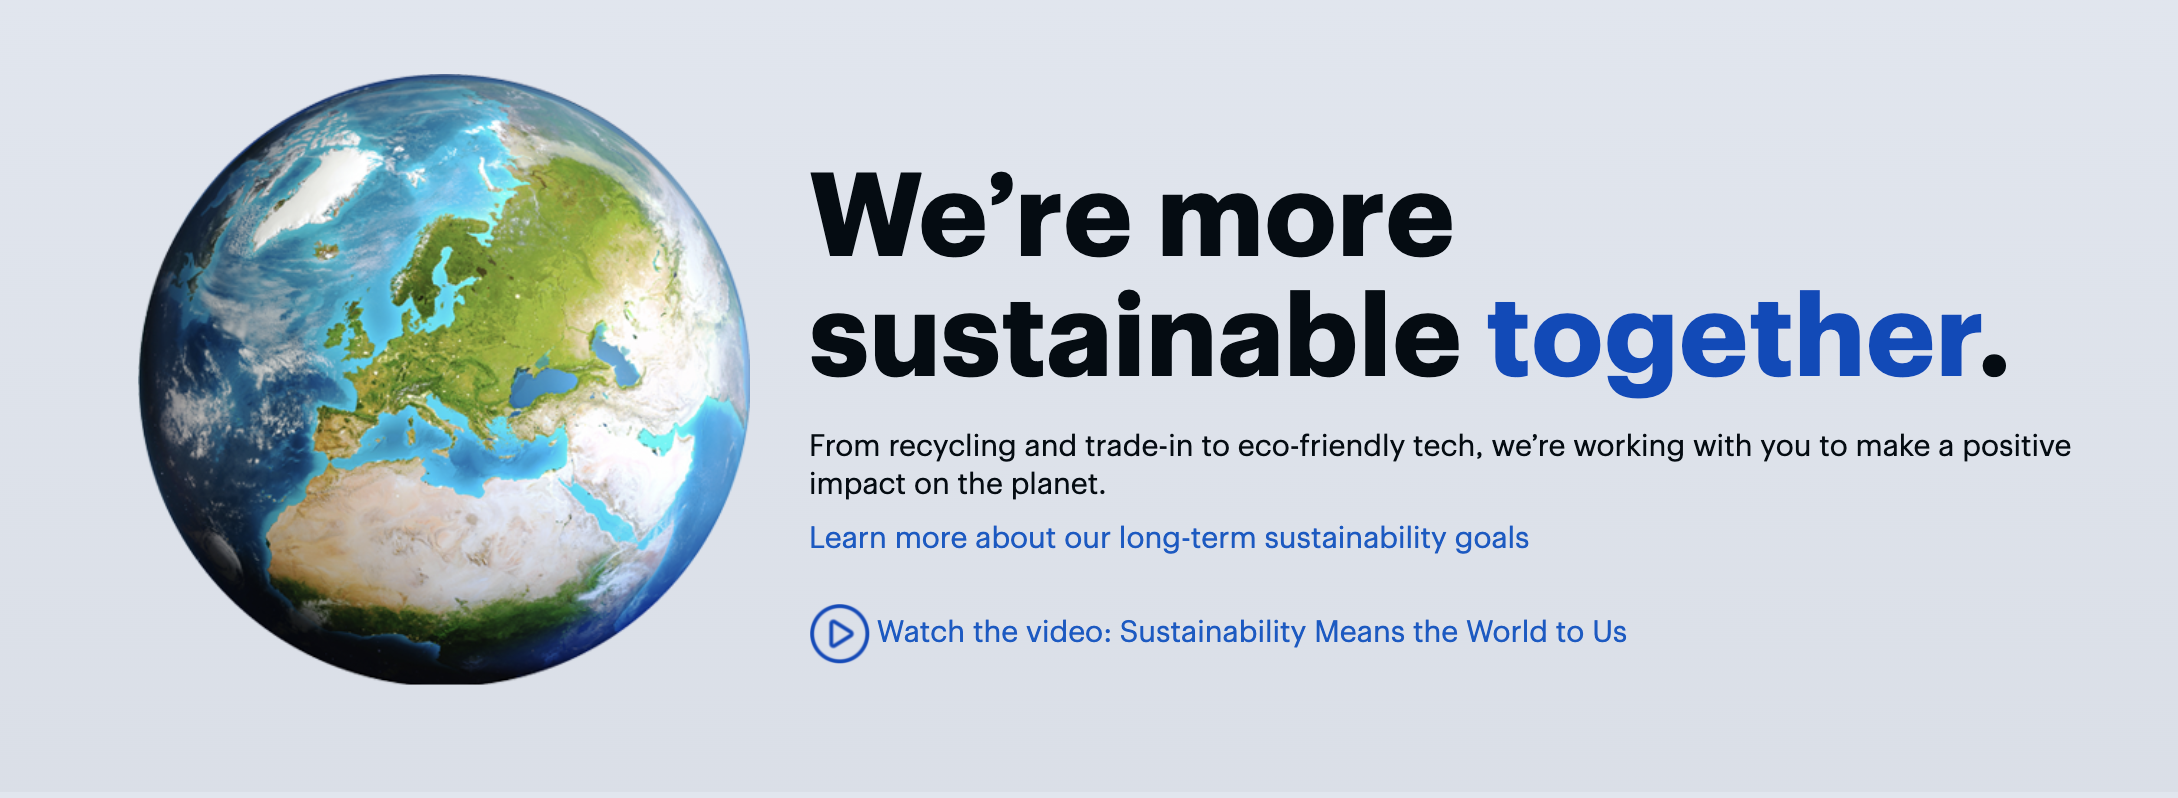 We’re more
sustainable together.
From recycling and trade-in to eco-friendly tech, we’re working with you to make a positive
impact on the planet.
Learn more about our long-term sustainability goals
Watch the video: Sustainability Means the World to Us